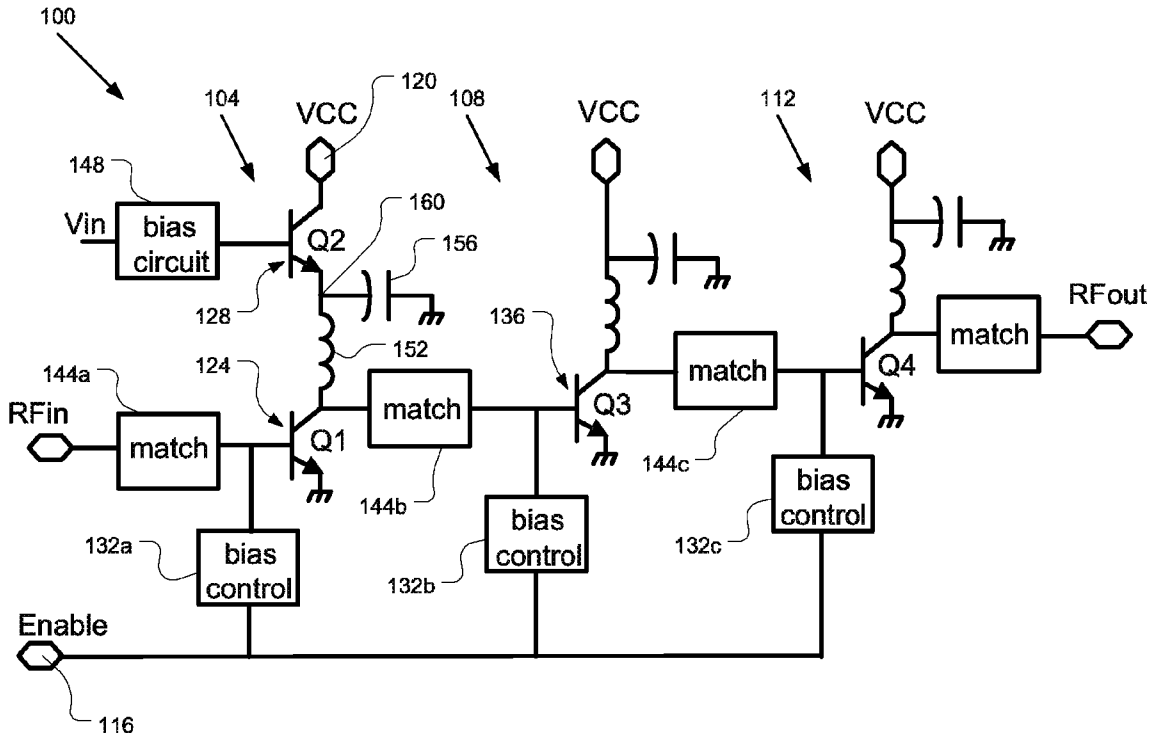 100
104
VCC
120
108
VCC
112
VCC
148
Vin
bias
circuit
Q2
160
156
128
152
136
RFout
match
124
144a
RFin
match
Q1
match
Q3
match
Q4
144b
144c
132a
bias
control
bias
control
132b
bias
control
132c
Enable
116